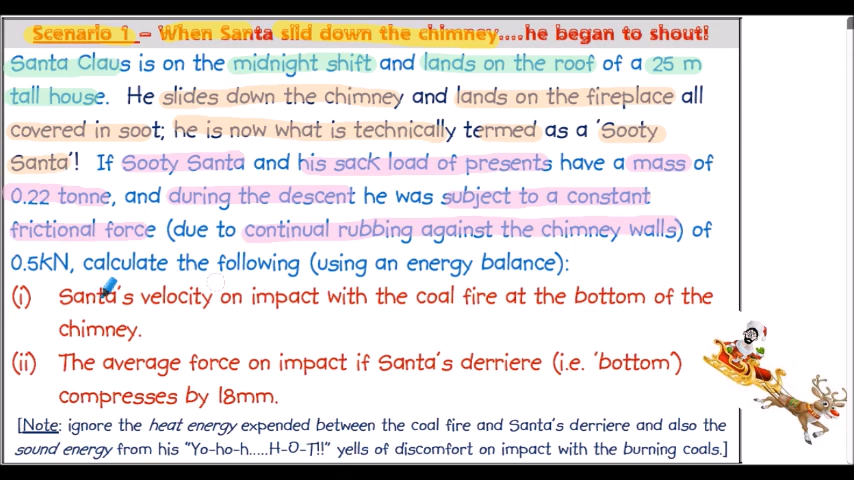 Scenario 1 – When Santa slid down the chimney....he began to shout!
Santa Claus is on the midnight shift and lands on the roof of a 25 m
tall house. He slides down the chimney and lands on the fireplace all
covered in soot; he is now what is technically termed as a ‘Sooty
Santa’! If Sooty Santa and his sack load of presents have a mass of
0.22 tonne, and during the descent he was subject to a constant
frictional force (due to continual rubbing against the chimney walls) of
0.5kN, calculate the following (using an energy balance):
(i) Santa’s velocity on impact with the coal fire at the bottom of the
chimney.
(ii) The average force on impact if Santa’s derriere (i.e. ‘bottom’)
compresses by 18mm.
[Note: ignore the heat energy expended between the coal fire and Santa’s derriere and also the
sound energy from his “Yo-ho-h.....H-O-T!!” yells of discomfort on impact with the burning coals.]